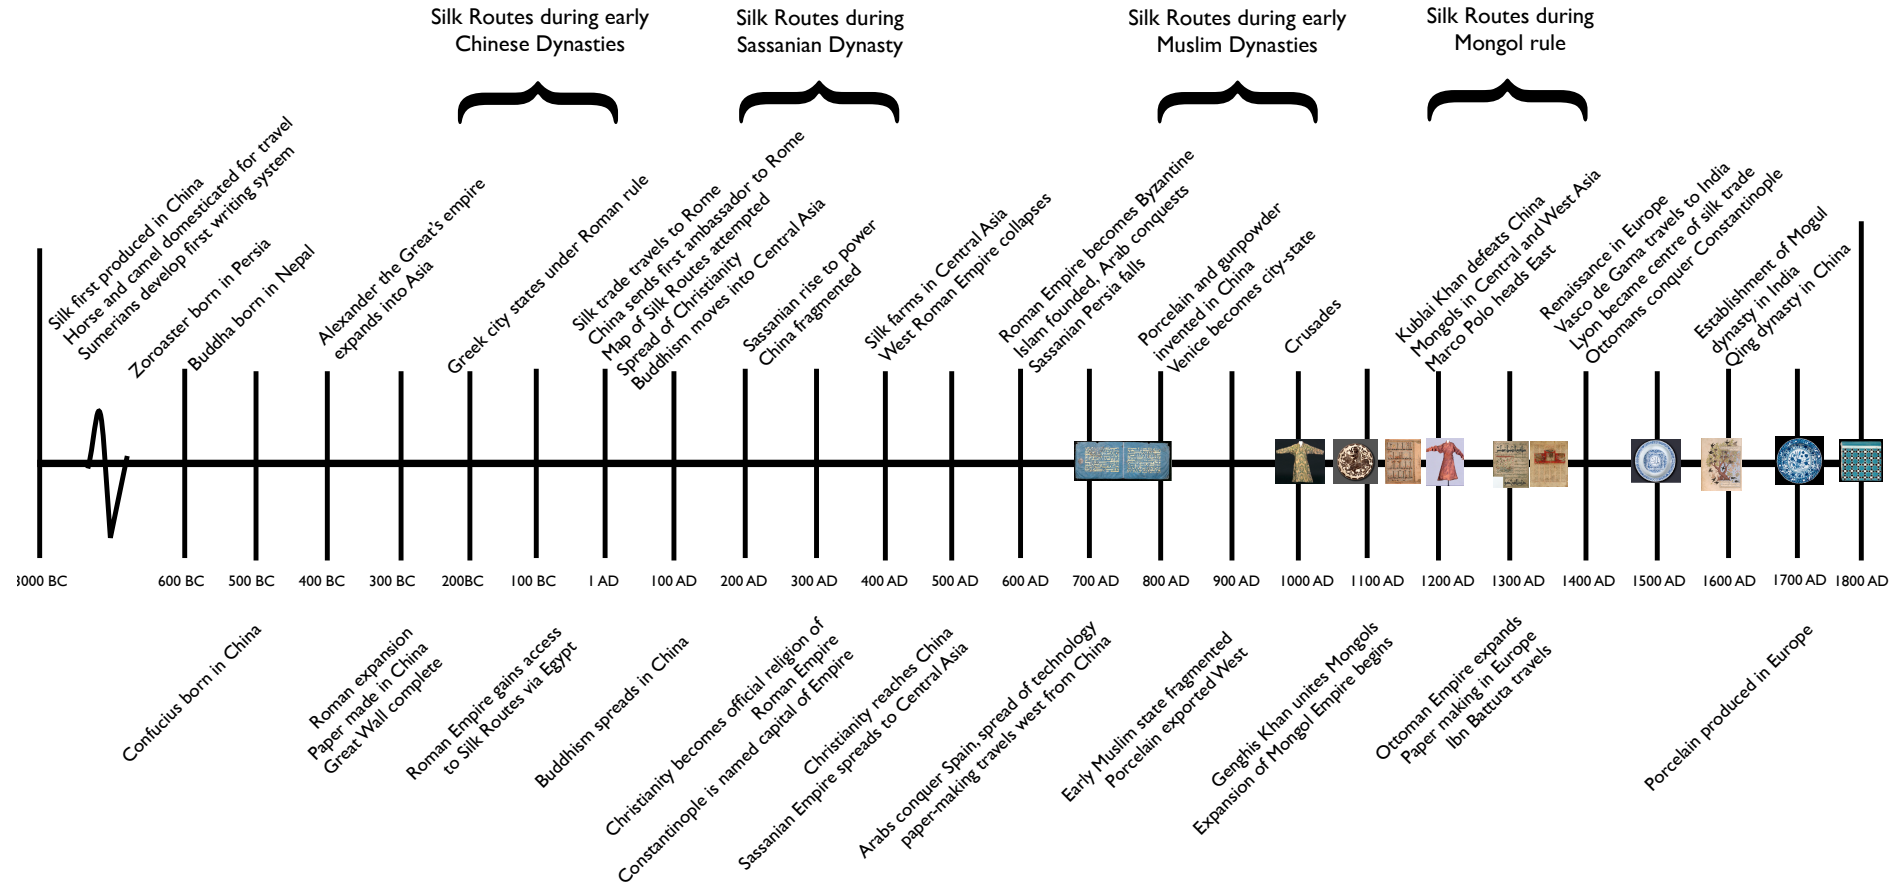 Silk Routes during early
Chinese Dynasties
Silk Routes during
Sassanian Dynasty
Silk Routes during early
Muslim Dynasties
Silk Routes during
Mongol rule
Silk first produced in China
Horse and camel domesticated for travel
Sumerians develop first writing system
Zoroaster born in Persia
Buddha born in Nepal
Alexander the Great's empire
expands into Asia
Greek city states under Roman rule
Silk trade travels to Rome
China sends first ambassador to Rome
Map of Silk Routes attempted
Spread of Christianity
Buddhism moves into Central Asia
Sassanian rise to power
China fragmented
Silk farms in Central Asia
West Roman Empire collapses
Roman Empire becomes Byzantine
Islam founded, Arab conquests
Sassanian Persia falls
Porcelain and gunpowder
invented in China
Venice becomes city-state
Crusades
Kublai Khan defeats China
Mongols in Central and West Asia
Marco Polo heads East
Renaissance in Europe
Vasco de Gama travels to India
Lyon became centre of silk trade
Ottomans conquer Constantinople
Establishment of Mogul
dynasty in India
Qing dynasty in China
3000 BC
600 BC
500 BC
400 BC
300 BC
200BC
100 BC
1 AD
100 AD
200 AD
300 AD
400 AD
500 AD
600 AD
700 AD
800 AD
900 AD
1000 AD
1100 AD
1200 AD
1300 AD
1400 AD
1500 AD
1600 AD
1700 AD
1800 AD
Confucius born in China
Roman expansion
Paper made in China
Great Wall complete
Roman Empire gains access
to Silk Routes via Egypt
Buddhism spreads in China
Christianity becomes official religion of
Roman Empire
Constantinople is named capital of Empire
Christianity reaches China
Sassanian Empire spreads to Central Asia
Arabs conquer Spain, spread of technology
paper-making travels west from China
Early Muslim state fragmented
Porcelain exported West
Genghis Khan unites Mongols
Expansion of Mongol Empire begins
Ottoman Empire expands
Paper making in Europe
Ibn Battuta travels
Porcelain produced in Europe